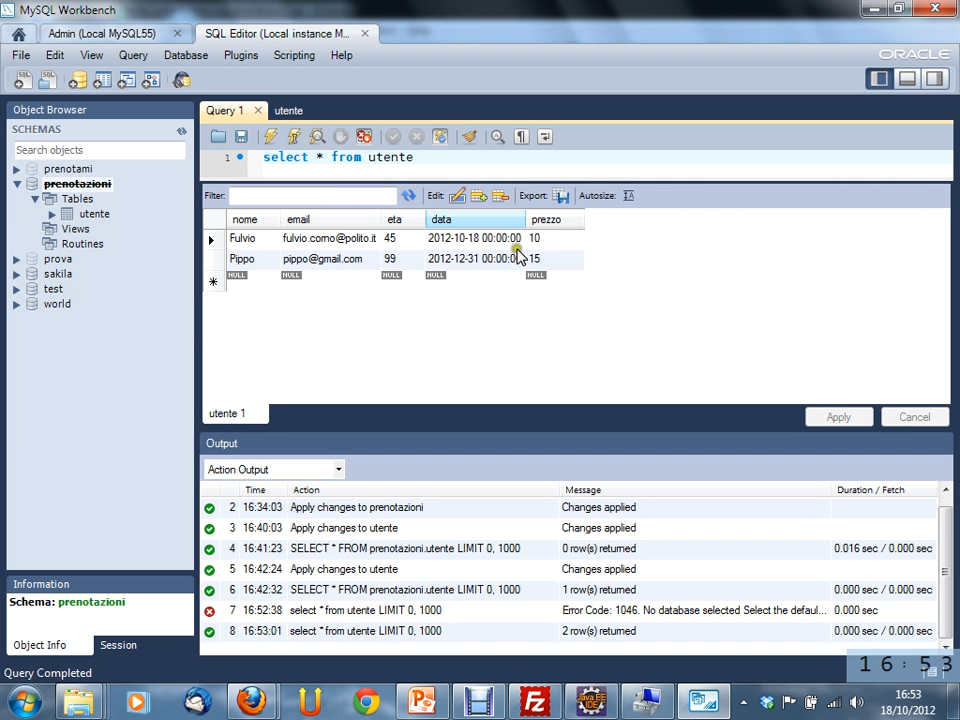 MySQL Workbench
Admin (Local MySQL55)
SQL Editor (Local instance M...
File Edit View Query Database Plugins Scripting Help
ORACLE
Object Browser
SCHEMAS
Search objects
prenotami
prenotazioni
Tables
utente
Views
Routines
prova
sakila
test
world
Information
Schema: prenotazioni
Object Info Session
Query 1 utente
1 select * from utente
Filter: Edit: Export: Autosize:
nome email eta data prezzo
Fulvio fulvio.corno@polito.it 45 2012-10-18 00:00:00 10
Pippo pippo@gmail.com 99 2012-12-31 00:00:00 15
NULL NULL NULL NULL NULL
utente 1
Apply Cancel
Output
Action Output
Time Action Message Duration / Fetch
2 16:34:03 Apply changes to prenotazioni Changes applied
3 16:40:03 Apply changes to utente Changes applied
4 16:41:23 SELECT * FROM prenotazioni.utente LIMIT 0, 1000 0 row(s) returned 0.016 sec / 0.000 sec
5 16:42:24 Apply changes to utente Changes applied
6 16:42:32 SELECT * FROM prenotazioni.utente LIMIT 0, 1000 1 row(s) returned 0.000 sec / 0.000 sec
7 16:52:38 select * from utente LIMIT 0, 1000 Error Code: 1046. No database selected Select the defaul... 0.000 sec
8 16:53:01 select * from utente LIMIT 0, 1000 2 row(s) returned 0.000 sec / 0.000 sec
Query Completed
16:53
16:53
18/10/2012